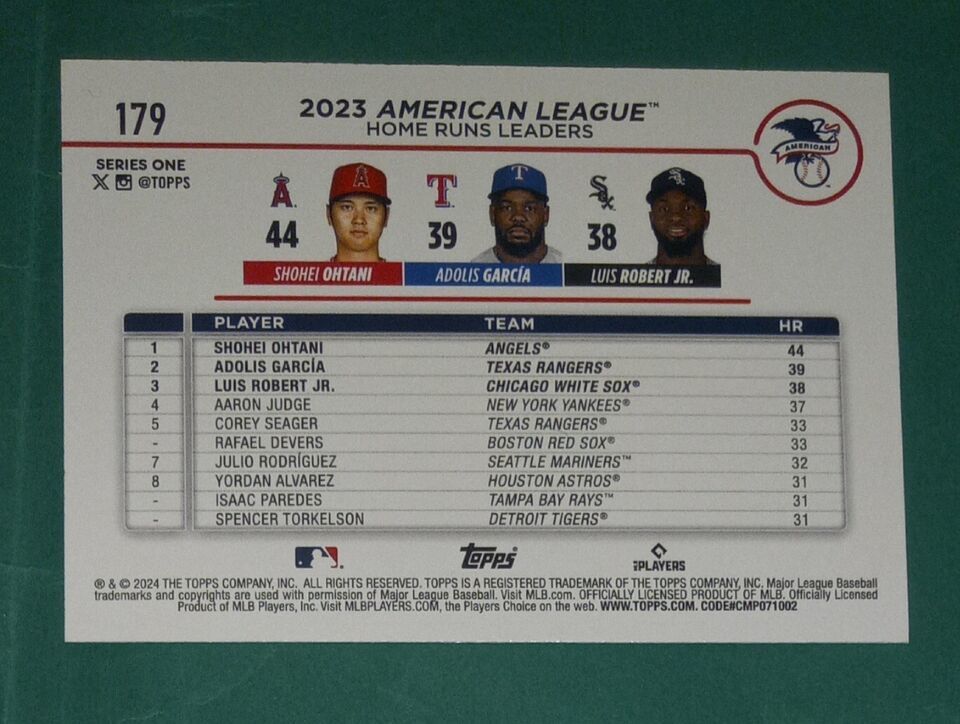 179
2023 AMERICAN LEAGUE™
HOME RUNS LEADERS
AMERICAN
SERIES ONE
@TOPPS
44
39
38
SHOHEI OHTANI
ADOLIS GARCÍA
LUIS ROBERT JR.
PLAYER TEAM HR
1 SHOHEI OHTANI ANGELS® 44
2 ADOLIS GARCÍA TEXAS RANGERS® 39
3 LUIS ROBERT JR. CHICAGO WHITE SOX® 38
4 AARON JUDGE NEW YORK YANKEES® 37
5 COREY SEAGER TEXAS RANGERS® 33
- RAFAEL DEVERS BOSTON RED SOX® 33
7 JULIO RODRÍGUEZ SEATTLE MARINERS™ 32
8 YORDAN ALVAREZ HOUSTON ASTROS® 31
- ISAAC PAREDES TAMPA BAY RAYS™ 31
- SPENCER TORKELSON DETROIT TIGERS® 31
Topps
PLAYERS
® & © 2024 THE TOPPS COMPANY, INC. ALL RIGHTS RESERVED. TOPPS IS A REGISTERED TRADEMARK OF THE TOPPS COMPANY, INC. Major League Baseball
trademarks and copyrights are used with permission of Major League Baseball. Visit MLB.com. OFFICIALLY LICENSED PRODUCT OF MLB. Officially Licensed
Product of MLB Players, Inc. Visit MLBPLAYERS.COM, the Players Choice on the web. WWW.TOPPS.COM. CODE#CMP071002